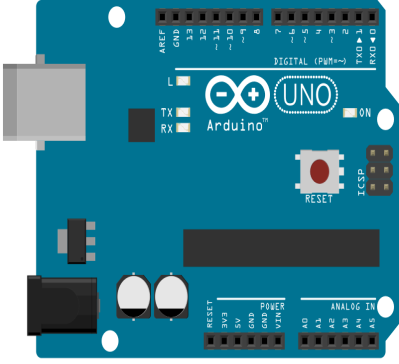 AREF
GND
13
12
~11
~10
~9
8
7
~6
~5
4
~3
2
TX0▶1
RX0◀0
DIGITAL (PWM=~)
L
TX
RX
UNO
ON
Arduino™
ICSP
RESET
POWER
ANALOG IN
RESET
3V3
5V
GND
GND
VIN
A0
A1
A2
A3
A4
A5